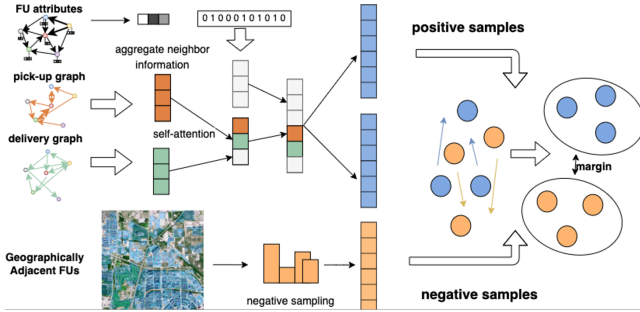 FU attributes
01000101010
aggregate neighbor
information
pick-up graph
self-attention
delivery graph
Geographically
Adjacent FUs
negative sampling
positive samples
margin
negative samples